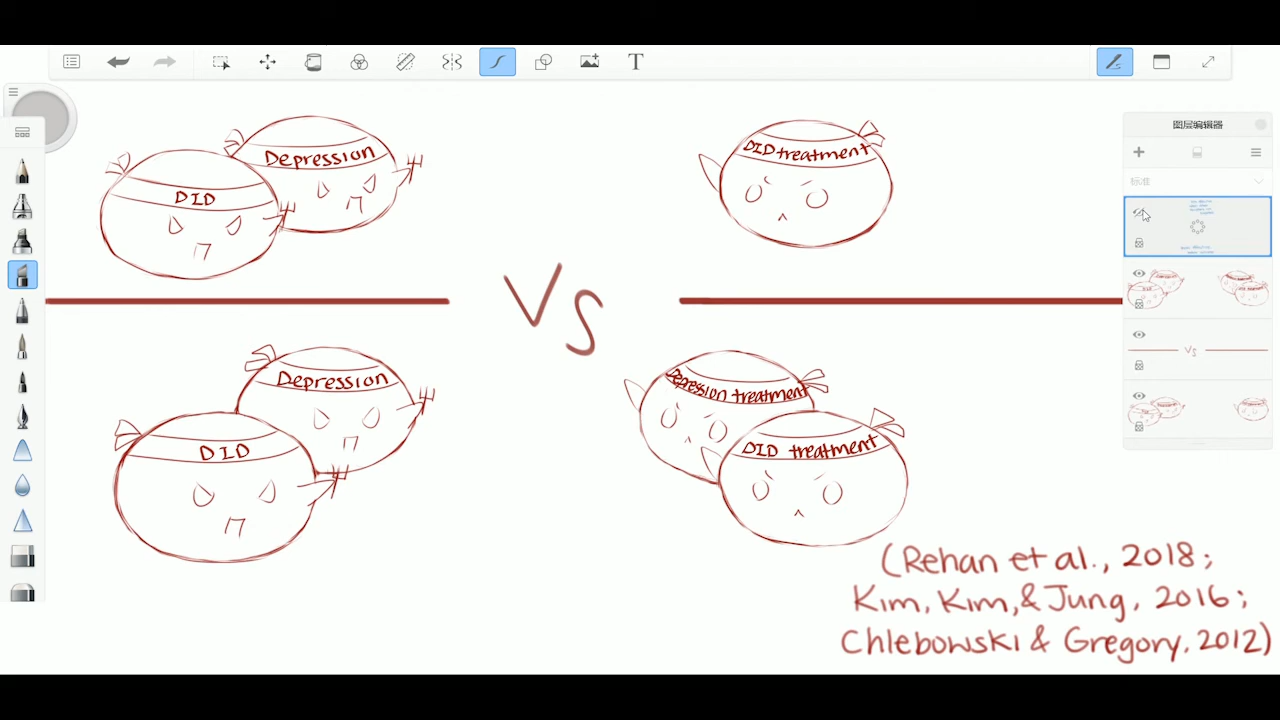 T
图层编辑器
标准
Depression
DID
DID treatment
Vs
Depression
DID
Depression treatment
DID treatment
(Rehan et al., 2018;
Kim, Kim, & Jung, 2016;
Chlebowski & Gregory, 2012)
Vs